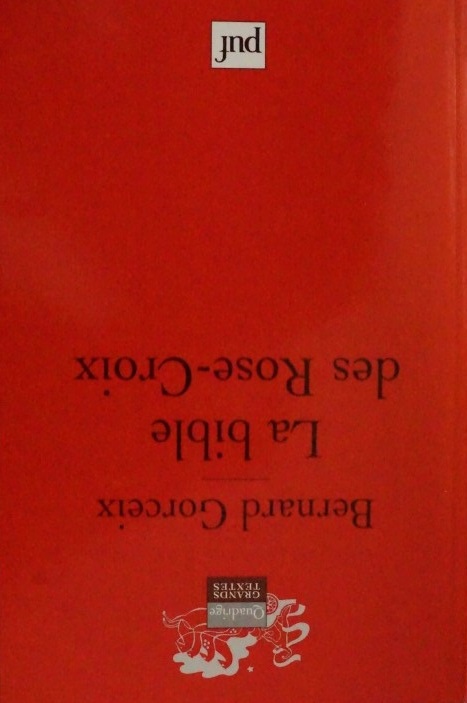 Quadrige
GRANDS
TEXTES
Bernard Gorceix
La bible
des Rose-Croix
puf